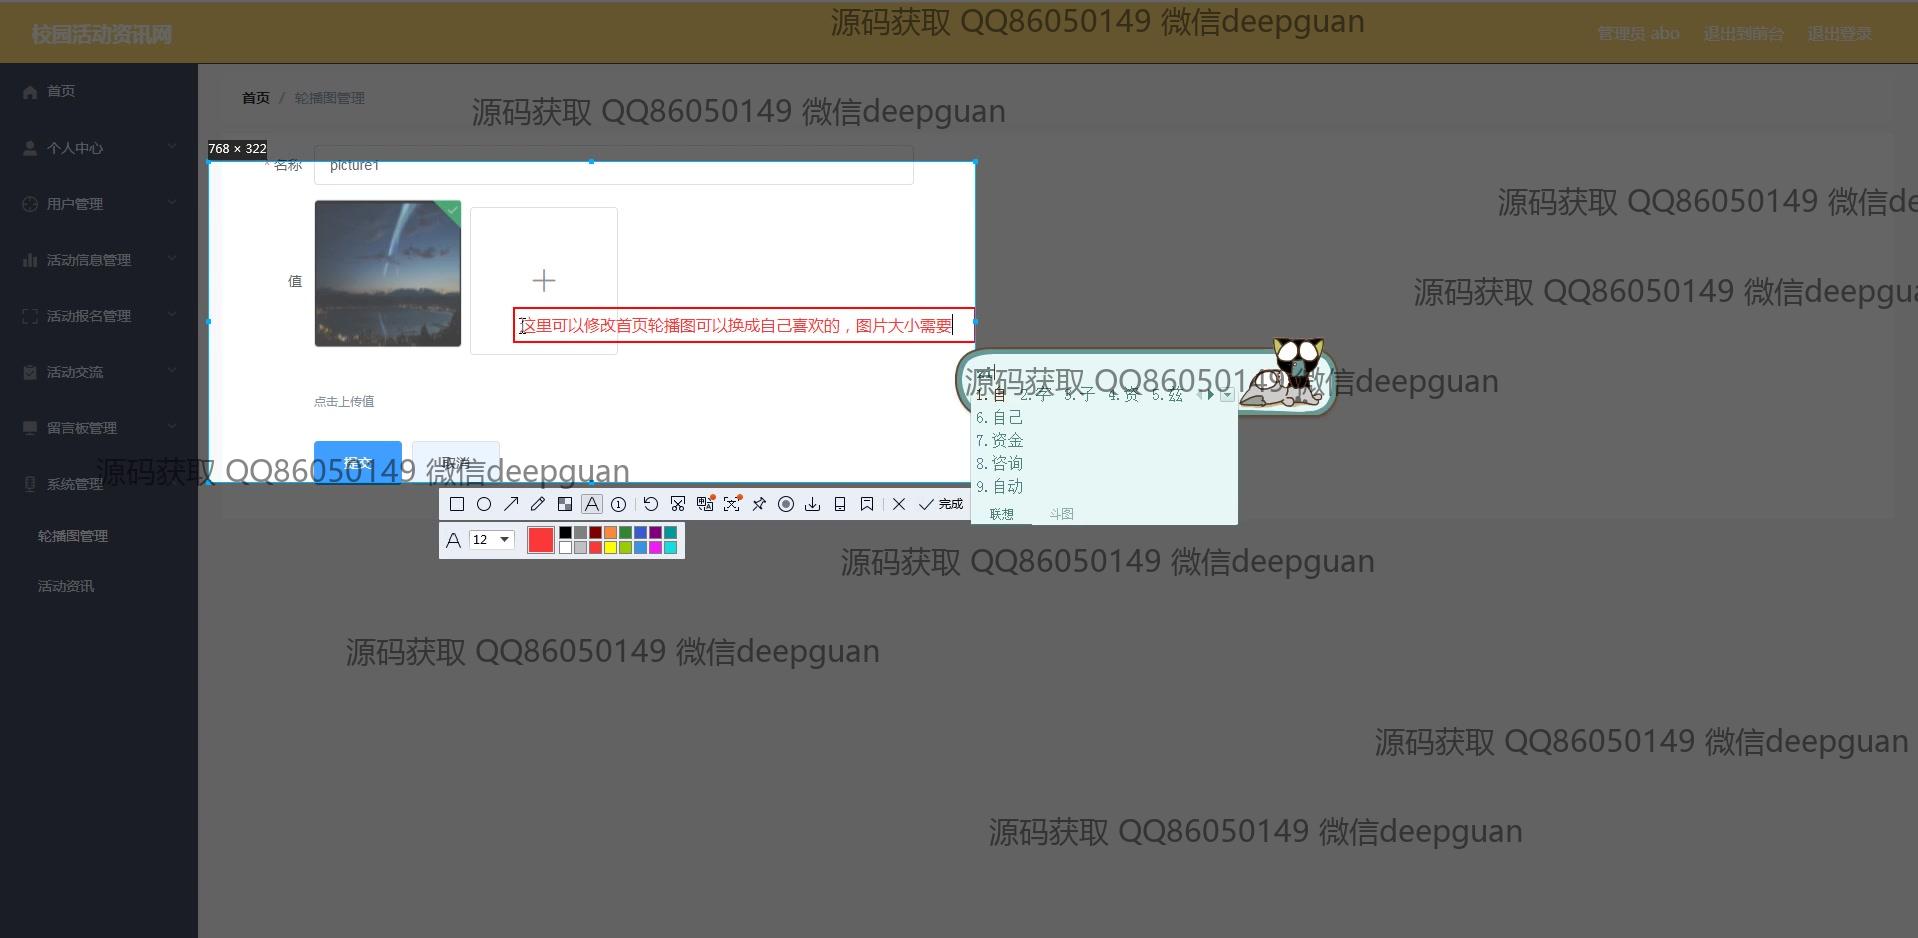 源码获取 QQ86050149 微信deepguan
校园活动资讯网
管理员 abo 退出到前台 退出登录
首页
首页 / 轮播图管理
源码获取 QQ86050149 微信deepguan
个人中心
768 × 322
* 名称 picture1
用户管理
源码获取 QQ86050149 微信de
活动信息管理
值
源码获取 QQ86050149 微信deepgua
活动报名管理
这里可以修改首页轮播图可以换成自己喜欢的，图片大小需要
活动交流
源码获取 QQ86050149 微信deepguan
1.自 2.字 3.子 4.资 5.兹
点击上传值
6.自己
留言板管理
7.资金
提交 取消
8.咨询
源码获取 QQ86050149 微信deepguan
系统管理
9.自动
A 1 完成
联想 斗图
轮播图管理
A 12
源码获取 QQ86050149 微信deepguan
活动资讯
源码获取 QQ86050149 微信deepguan
源码获取 QQ86050149 微信deepguan
源码获取 QQ86050149 微信deepguan